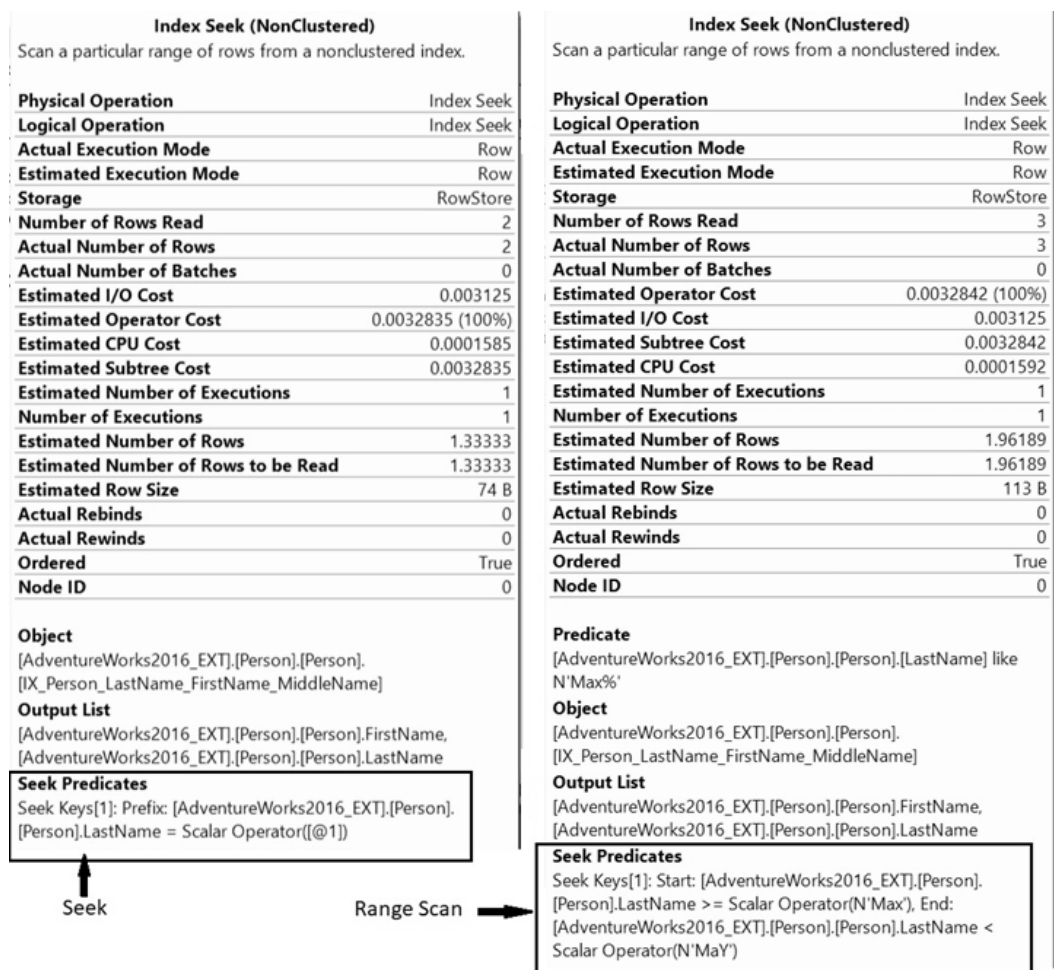 Index Seek (NonClustered)
Scan a particular range of rows from a nonclustered index.
Physical Operation Index Seek
Logical Operation Index Seek
Actual Execution Mode Row
Estimated Execution Mode Row
Storage RowStore
Number of Rows Read 2
Actual Number of Rows 2
Actual Number of Batches 0
Estimated I/O Cost 0.003125
Estimated Operator Cost 0.0032835 (100%)
Estimated CPU Cost 0.0001585
Estimated Subtree Cost 0.0032835
Estimated Number of Executions 1
Number of Executions 1
Estimated Number of Rows 1.33333
Estimated Number of Rows to be Read 1.33333
Estimated Row Size 74 B
Actual Rebinds 0
Actual Rewinds 0
Ordered True
Node ID 0
Object
[AdventureWorks2016_EXT].[Person].[Person].
[IX_Person_LastName_FirstName_MiddleName]
Output List
[AdventureWorks2016_EXT].[Person].[Person].FirstName,
[AdventureWorks2016_EXT].[Person].[Person].LastName
Seek Predicates
Seek Keys[1]: Prefix: [AdventureWorks2016_EXT].[Person].
[Person].LastName = Scalar Operator([@1])
Seek
Index Seek (NonClustered)
Scan a particular range of rows from a nonclustered index.
Physical Operation Index Seek
Logical Operation Index Seek
Actual Execution Mode Row
Estimated Execution Mode Row
Storage RowStore
Number of Rows Read 3
Actual Number of Rows 3
Actual Number of Batches 0
Estimated Operator Cost 0.0032842 (100%)
Estimated I/O Cost 0.003125
Estimated Subtree Cost 0.0032842
Estimated CPU Cost 0.0001592
Estimated Number of Executions 1
Number of Executions 1
Estimated Number of Rows 1.96189
Estimated Number of Rows to be Read 1.96189
Estimated Row Size 113 B
Actual Rebinds 0
Actual Rewinds 0
Ordered True
Node ID 0
Predicate
[AdventureWorks2016_EXT].[Person].[Person].[LastName] like
N'Max%'
Object
[AdventureWorks2016_EXT].[Person].[Person].
[IX_Person_LastName_FirstName_MiddleName]
Output List
[AdventureWorks2016_EXT].[Person].[Person].FirstName,
[AdventureWorks2016_EXT].[Person].[Person].LastName
Seek Predicates
Seek Keys[1]: Start: [AdventureWorks2016_EXT].[Person].
[Person].LastName >= Scalar Operator(N'Max'), End:
[AdventureWorks2016_EXT].[Person].[Person].LastName <
Scalar Operator(N'MaY')
Range Scan